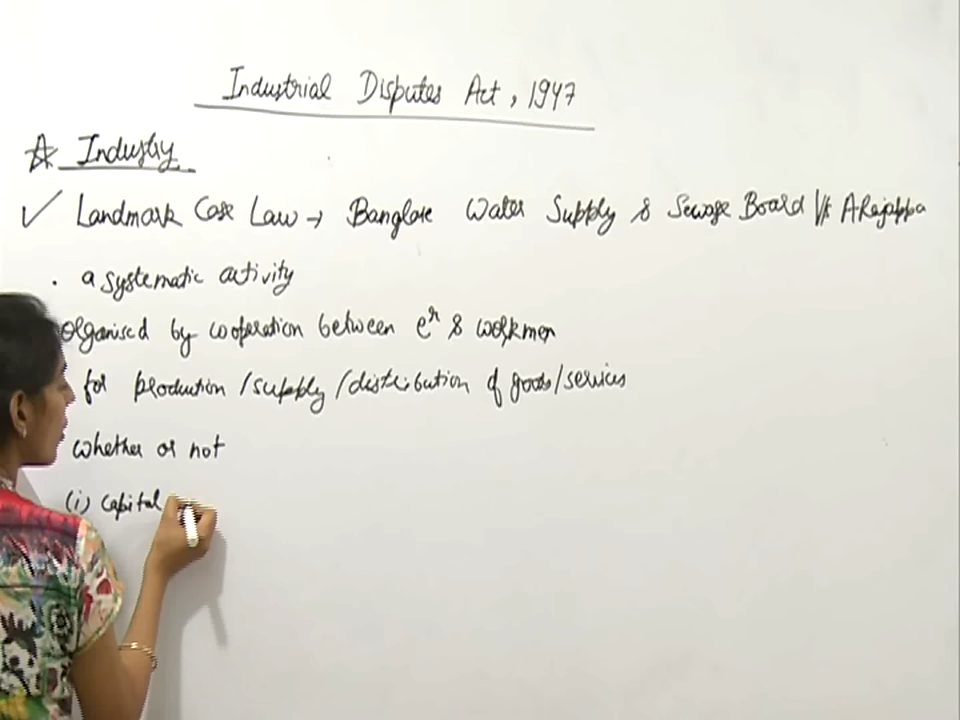 Industrial Disputes Act, 1947
☆ Industry
✓ Landmark Case Law → Banglore Water Supply & Sewage Board V/s A Rajappa
. a systematic activity
organised by cooperation between eʳ & workmen
for production/supply/distribution of goods/services
whether or not
(i) capital